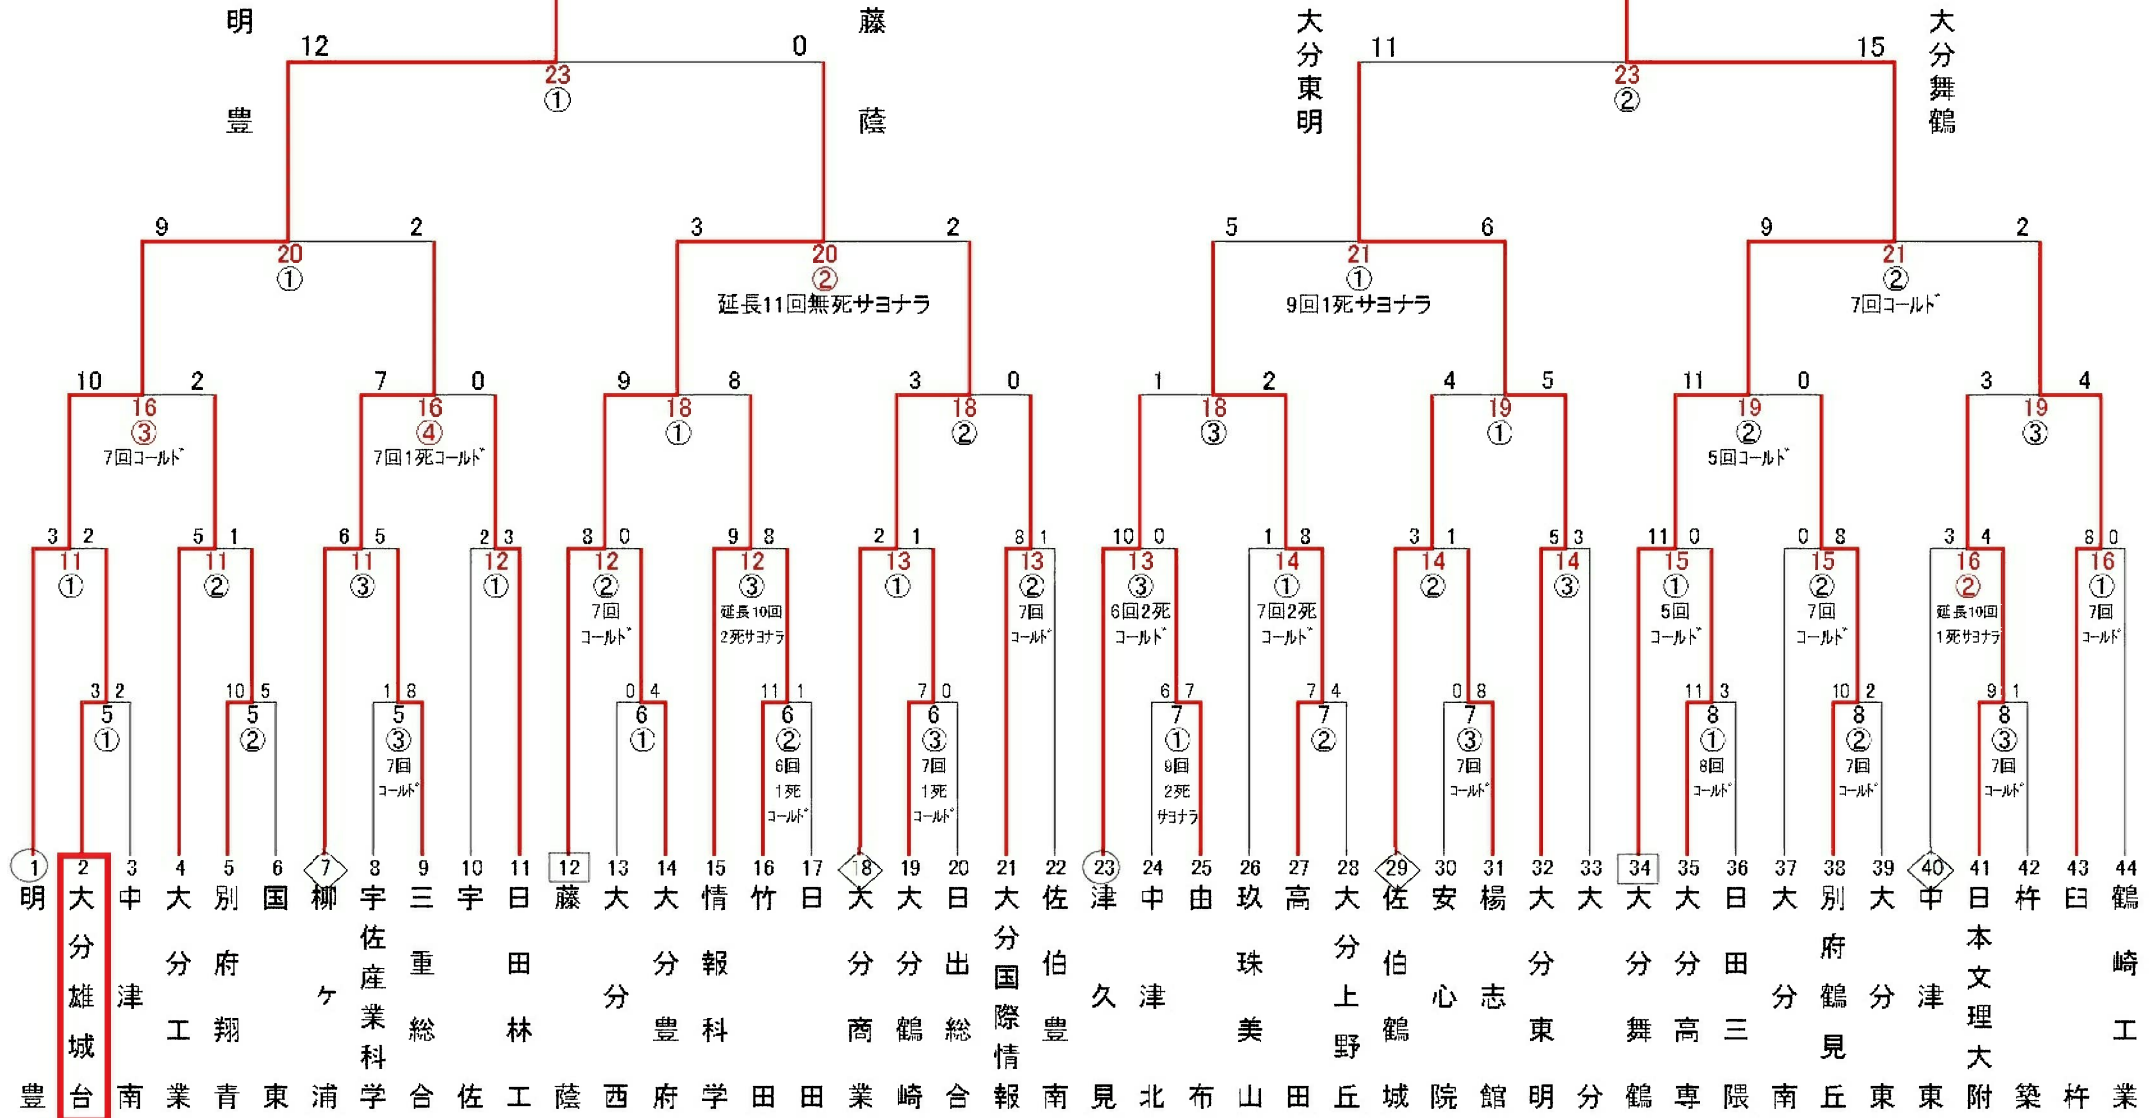 明豊
藤蔭
大分東明
大分舞鶴
12 0
11 15
23
①
23
②
9 2
3 2
5 6
9 2
20
①
20
②
延長11回無死サヨナラ
21
①
9回1死サヨナラ
21
②
7回コールド
10 2
7 0
9 8
3 0
1 2
4 5
11 0
3 4
16
③
7回コールド
16
④
7回1死コールド
18
①
18
②
18
③
19
①
19
②
5回コールド
19
③
3 2
11
①
5 1
11
②
6 5
11
③
2 3
12
①
8 0
12
②
7回
コールド
9 8
12
③
延長10回
2死サヨナラ
2 1
13
①
8 1
13
②
7回
コールド
10 0
13
③
6回2死
コールド
1 8
14
①
7回2死
コールド
3 1
14
②
5 3
14
③
11 0
15
①
5回
コールド
0 8
15
②
7回
コールド
3 4
16
②
延長10回
1死サヨナラ
8 0
16
①
7回
コールド
3 2
5
①
10 5
5
②
1 8
5
③
7回
コールド
0 4
6
①
11 1
6
②
6回
1死
コールド
7 0
6
③
7回
1死
コールド
6 7
7
①
9回
2死
サヨナラ
7 4
7
②
0 8
7
③
7回
コールド
11 3
8
①
8回
コールド
10 2
8
②
7回
コールド
9 1
8
③
7回
コールド
1 明豊
2 大分雄城台
3 中津南
4 大分工業
5 別府翔青
6 国東
7 柳ヶ浦
8 宇佐産業科学
9 三重総合
10 宇佐
11 日田林工
12 藤蔭
13 大分西
14 大分豊府
15 情報科学
16 竹田
17 日田
18 大分商業
19 大分鶴崎
20 日出総合
21 大分国際情報
22 佐伯豊南
23 津久見
24 中津北
25 由布
26 玖珠美山
27 高田
28 大分上野丘
29 佐伯鶴城
30 安心院
31 楊志館
32 大分東明
33 大分
34 大分舞鶴
35 大分高専
36 日田三隈
37 大分南
38 別府鶴見丘
39 大分東
40 中津東
41 日本文理大附
42 杵築
43 臼杵
44 鶴崎工業